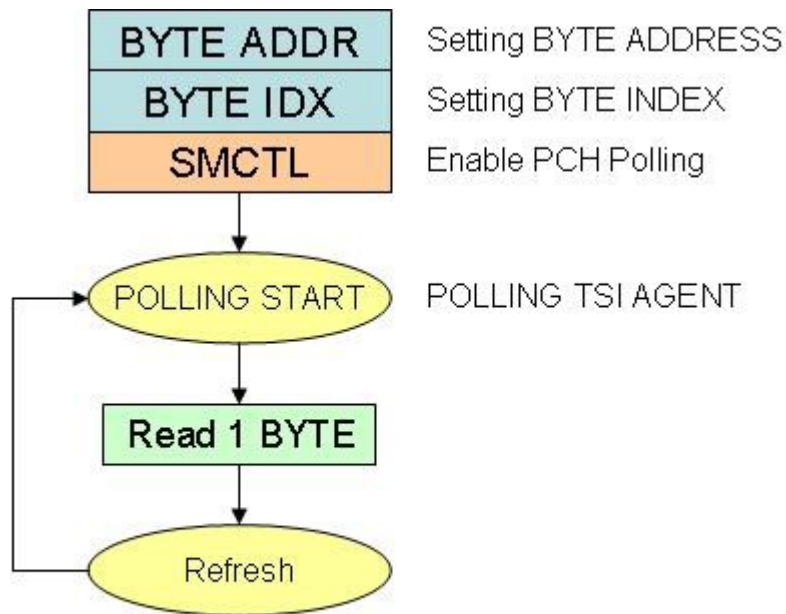 BYTE ADDR Setting BYTE ADDRESS
BYTE IDX Setting BYTE INDEX
SMCTL Enable PCH Polling
POLLING START POLLING TSI AGENT
Read 1 BYTE
Refresh